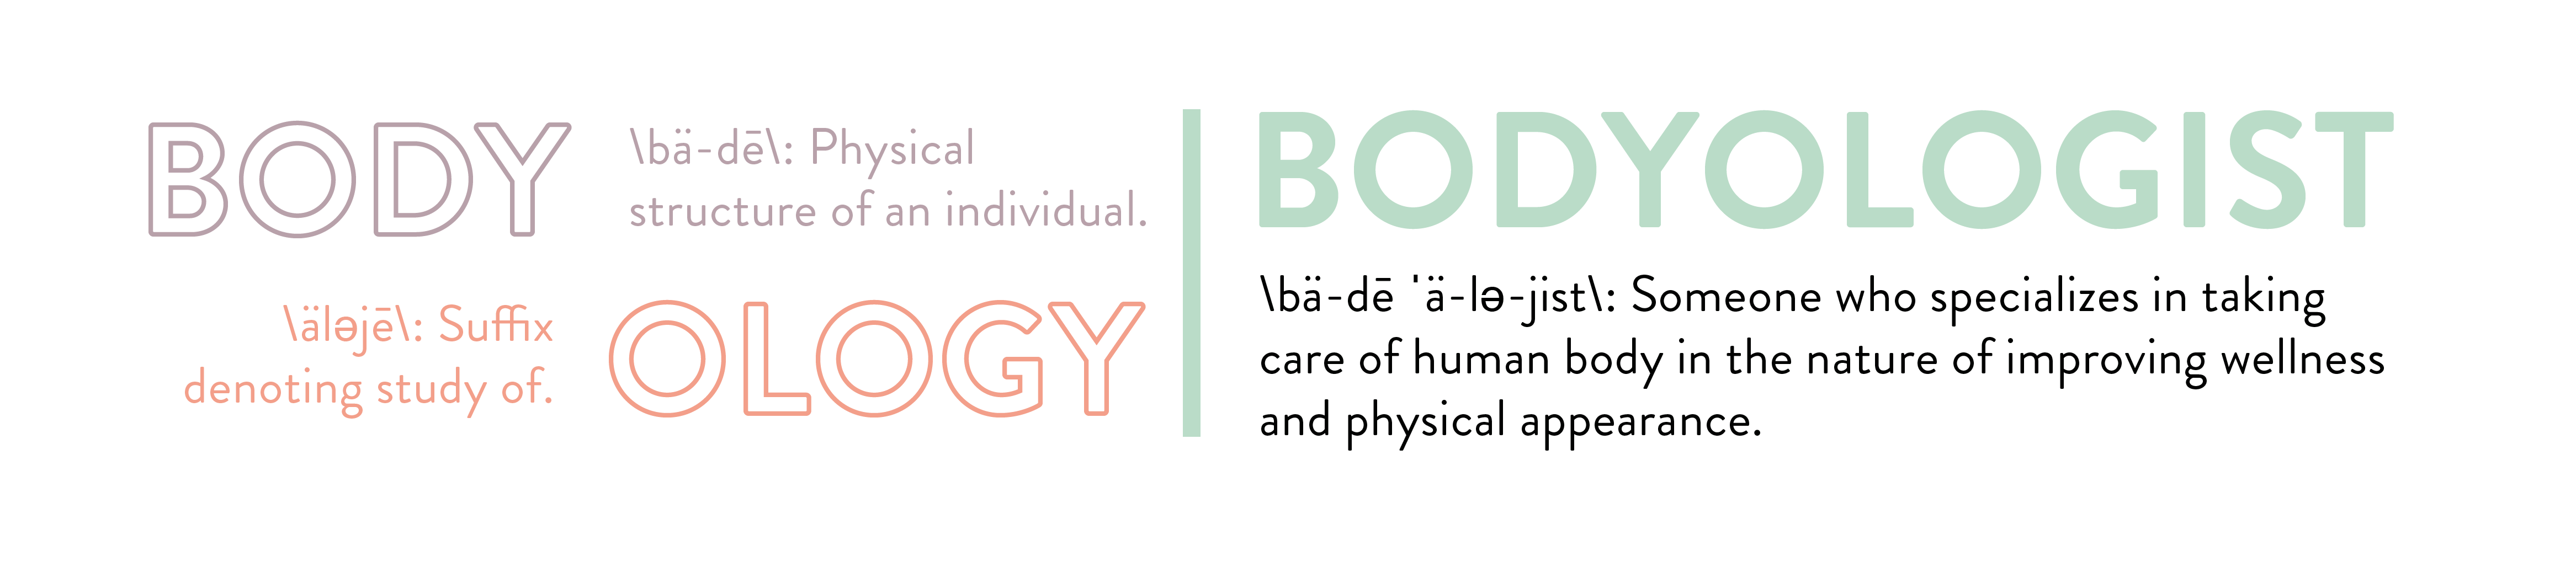 BODY
\bä-dē\: Physical
structure of an individual.
\äləjē\: Suffix
denoting study of.
OLOGY
BODYOLOGIST
\bä-dē ˈä-lə-jist\: Someone who specializes in taking
care of human body in the nature of improving wellness
and physical appearance.